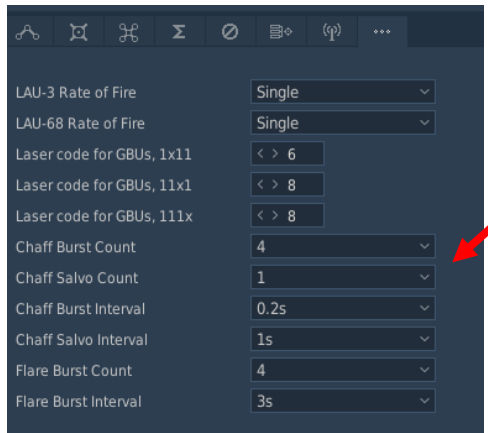 LAU-3 Rate of Fire Single
LAU-68 Rate of Fire Single
Laser code for GBUs, 1x11 < > 6
Laser code for GBUs, 11x1 < > 8
Laser code for GBUs, 111x < > 8
Chaff Burst Count 4
Chaff Salvo Count 1
Chaff Burst Interval 0.2s
Chaff Salvo Interval 1s
Flare Burst Count 4
Flare Burst Interval 3s